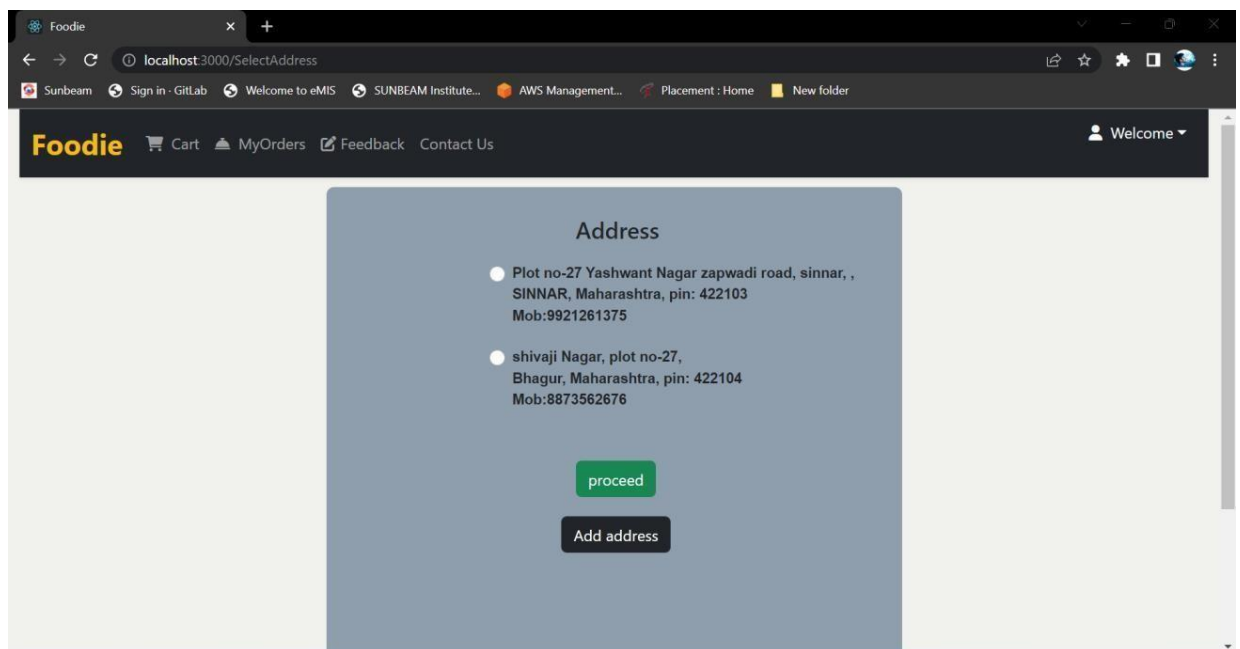 Foodie
localhost:3000/SelectAddress
Sunbeam Sign in · GitLab Welcome to eMIS SUNBEAM Institute... AWS Management... Placement : Home New folder
Foodie Cart MyOrders Feedback Contact Us Welcome
Address
Plot no-27 Yashwant Nagar zapwadi road, sinnar, ,
SINNAR, Maharashtra, pin: 422103
Mob:9921261375
shivaji Nagar, plot no-27,
Bhagur, Maharashtra, pin: 422104
Mob:8873562676
proceed
Add address